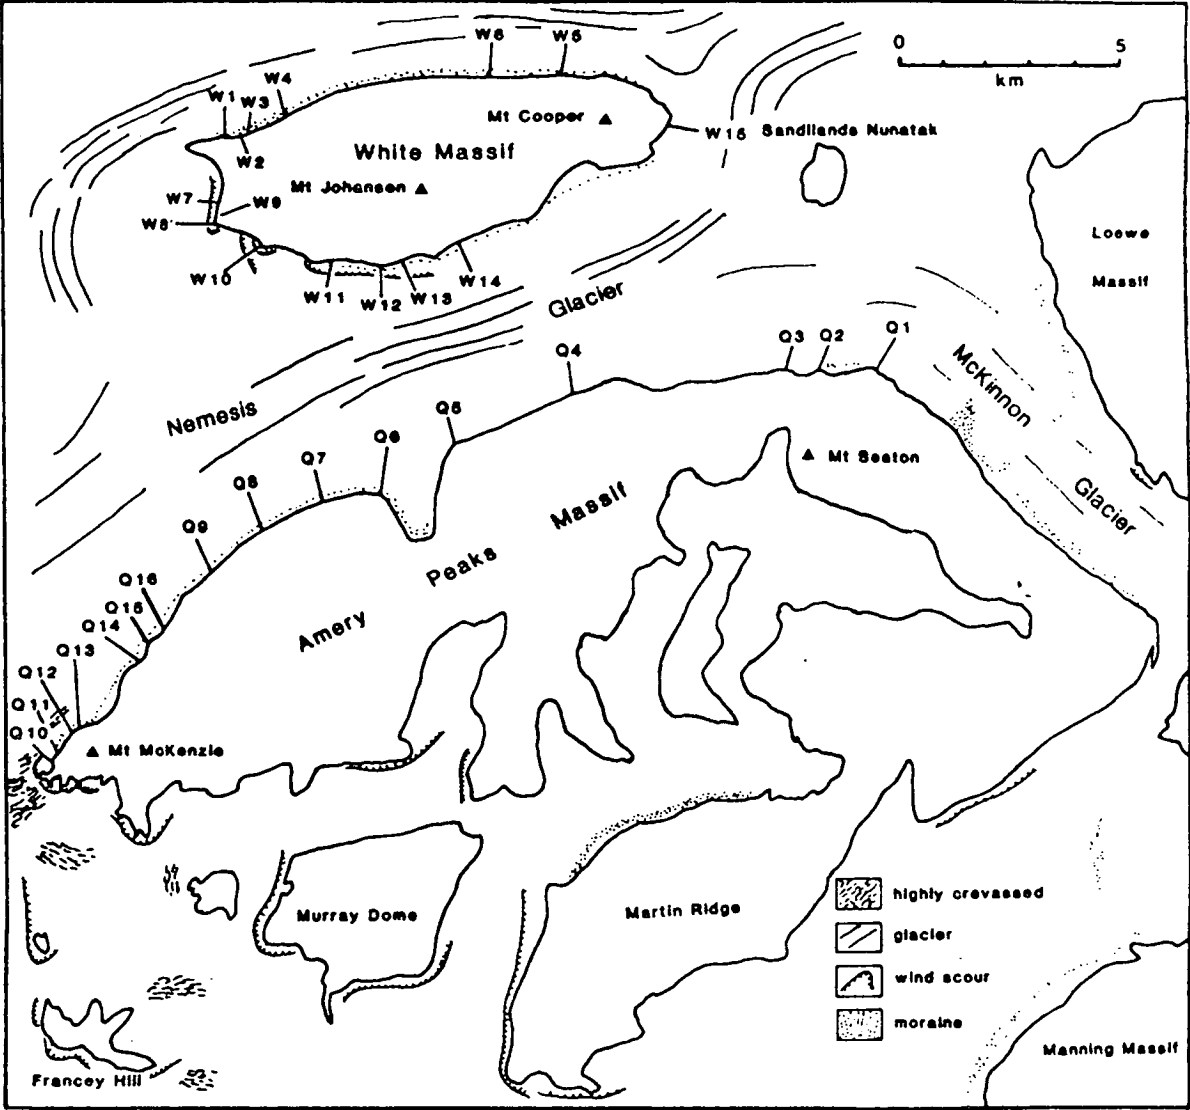 W6
W5
0
5
km
W4
W1
W3
Mt Cooper
W15
Sandilands Nunatak
White Massif
W2
Mt Johansen
W7
W9
W8
Loewe
Massif
W10
W11
W12
W13
W14
Nemesis
Glacier
Q4
Q3
Q2
Q1
McKinnon
Glacier
Q5
Q6
Q7
Q8
Q9
Mt Seaton
Amery
Peaks
Massif
Q16
Q15
Q14
Q13
Q12
Q11
Q10
Mt McKenzie
Murray Dome
Martin Ridge
highly crevassed
glacier
wind scour
moraine
Manning Massif
Francey Hill